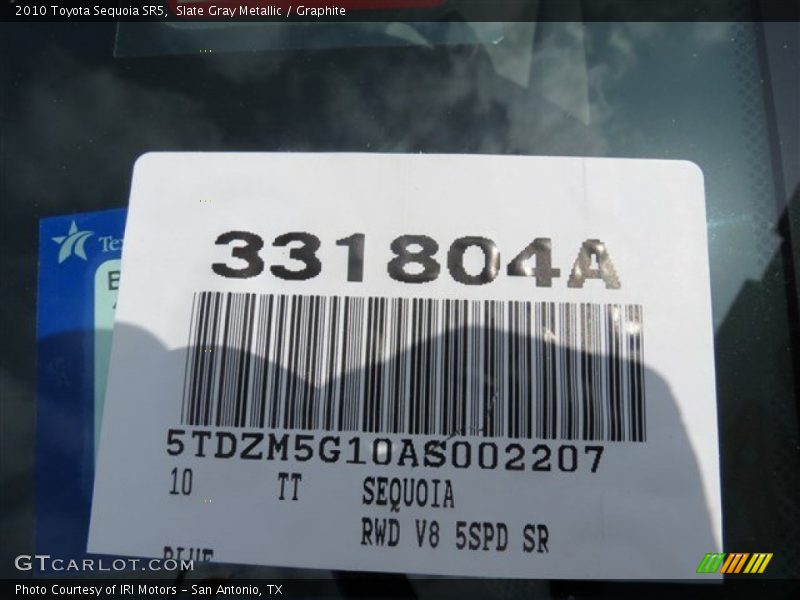 2010 Toyota Sequoia SR5,  Slate Gray Metallic / Graphite
331804A
5TDZM5G10AS002207
10 TT SEQUOIA
RWD V8 5SPD SR
BLUE
GTCARLOT.COM
Photo Courtesy of IRI Motors - San Antonio, TX